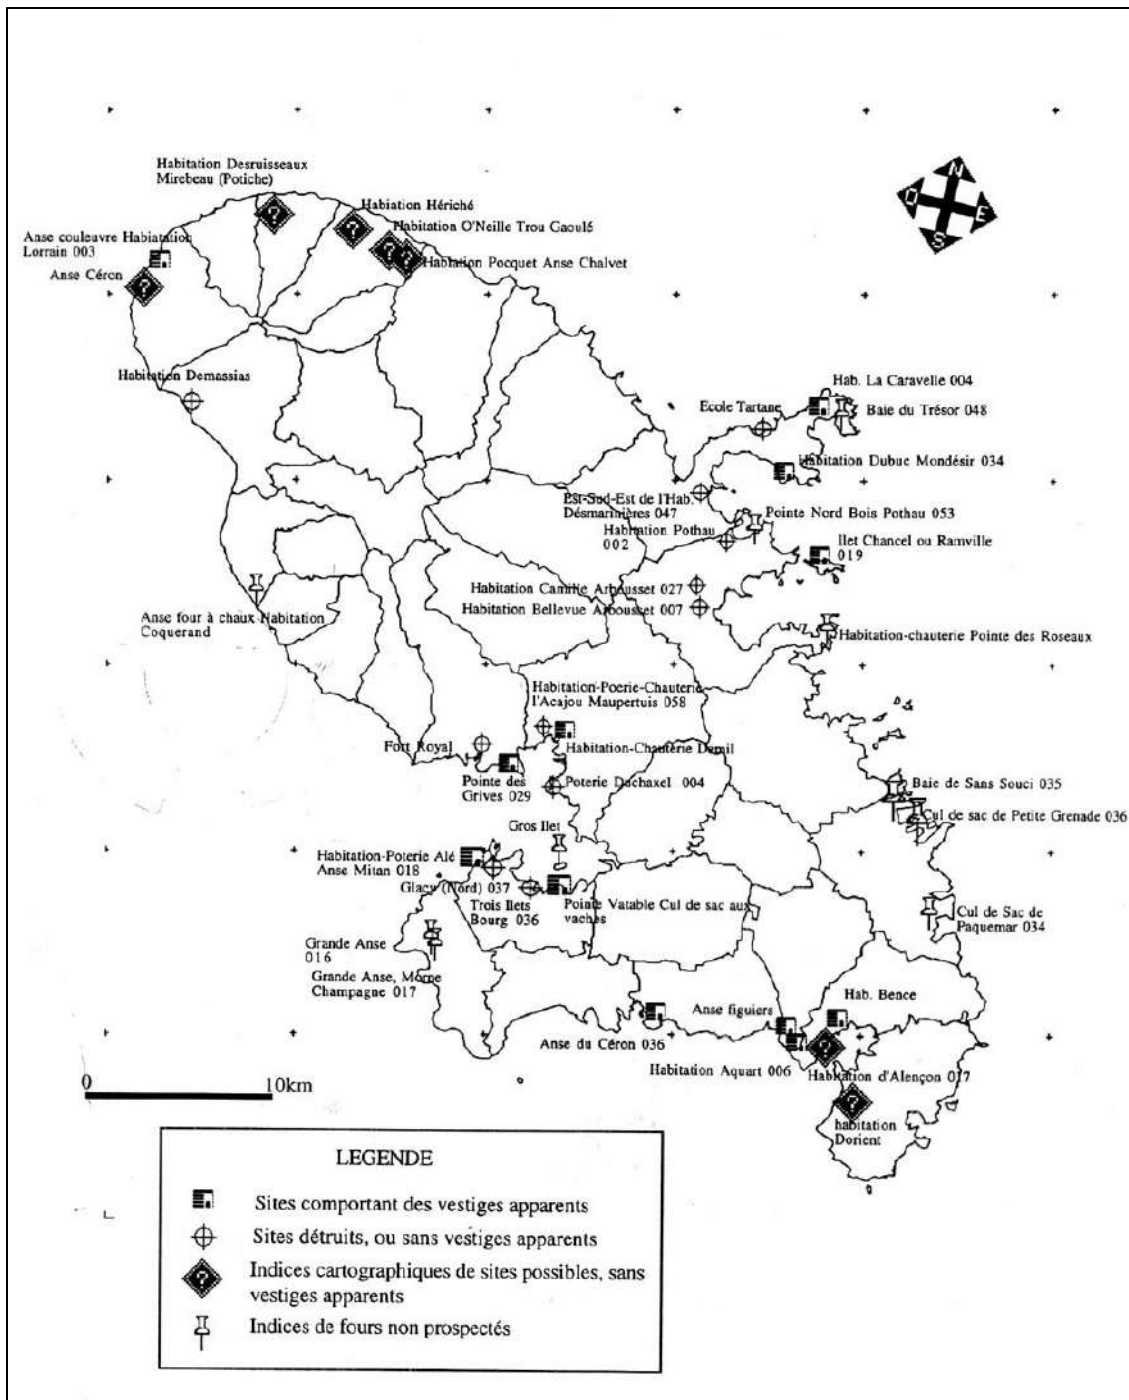 Habitation Desruisseaux
Mirebeau (Potiche)
Habiation Hériché
Habitation O'Neille Trou Gaoulé
Habiation Pocquet Anse Chalvet
Anse couleuvre Habiatation
Lorrain 003
Anse Céron
N
O
E
S
Habitation Demassias
Hab. La Caravelle 004
Ecole Tartane
Baie du Trésor 048
Habitation Dubuc Mondésir 034
Est-Sud-Est de l'Hab.
Désmarinières 047
Pointe Nord Bois Pothau 053
Habitation Pothau
002
Ilet Chancel ou Ramville
019
Habitation Camille Arbousset 027
Habitation Bellevue Arbousset 007
Anse four à chaux Habitation
Coquerand
Habitation-chauterie Pointe des Roseaux
Habitation-Poerie-Chauterie
l'Acajou Maupertuis 058
Fort Royal
Habitation-Chauterie Demil
Pointe des
Grives 029
Poterie Dachaxel 004
Baie de Sans Souci 035
Cul de sac de Petite Grenade 036
Gros Ilet
Habitation-Poterie Alé
Anse Mitan 018
Glacy (Nord) 037
Trois Ilets
Bourg 036
Pointe Vatable Cul de sac aux
vaches
Cul de Sac de
Paquemar 034
Grande Anse
016
Grande Anse, Morne
Champagne 017
Hab. Bence
Anse figuiers
Anse du Céron 036
Habitation Aquart 006
Habitation d'Alençon 017
habitation
Dorient
0 10km
LEGENDE
Sites comportant des vestiges apparents
Sites détruits, ou sans vestiges apparents
Indices cartographiques de sites possibles, sans
vestiges apparents
Indices de fours non prospectés